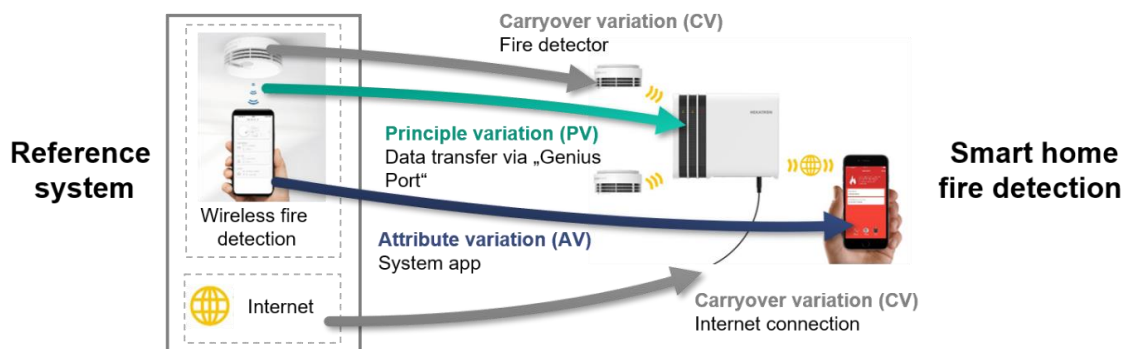 Carryover variation (CV)
Fire detector
Principle variation (PV)
Data transfer via „Genius
Port“
Reference
system
Smart home
fire detection
Wireless fire
detection
Attribute variation (AV)
System app
Internet
Carryover variation (CV)
Internet connection